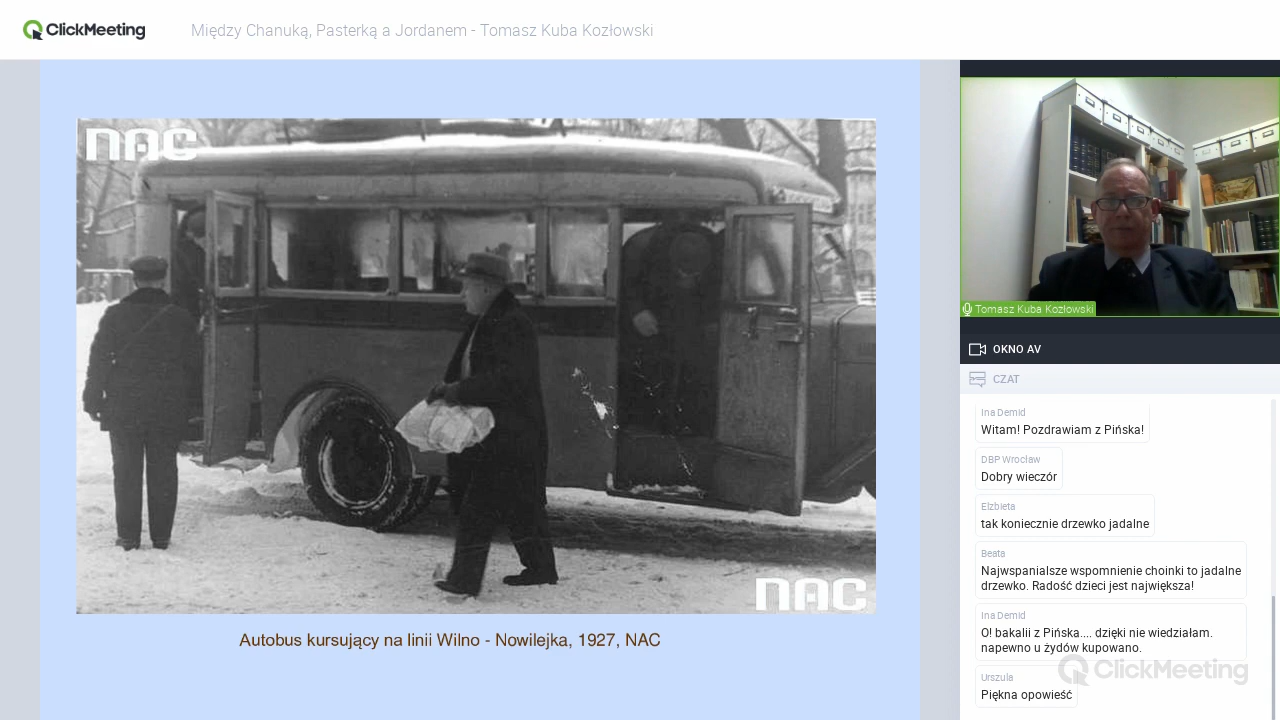 ClickMeeting
Między Chanuką, Pasterką a Jordanem - Tomasz Kuba Kozłowski
NAC
NAC
Autobus kursujący na linii Wilno - Nowilejka, 1927, NAC
Tomasz Kuba Kozłowski
OKNO AV
CZAT
Ina Demid
Witam! Pozdrawiam z Pińska!
DBP Wrocław
Dobry wieczór
Elzbieta
tak koniecznie drzewko jadalne
Beata
Najwspanialsze wspomnienie choinki to jadalne
drzewko. Radość dzieci jest największa!
Ina Demid
O! bakalii z Pińska.... dzięki nie wiedziałam.
napewno u żydów kupowano.
ClickMeeting
Urszula
Piękna opowieść